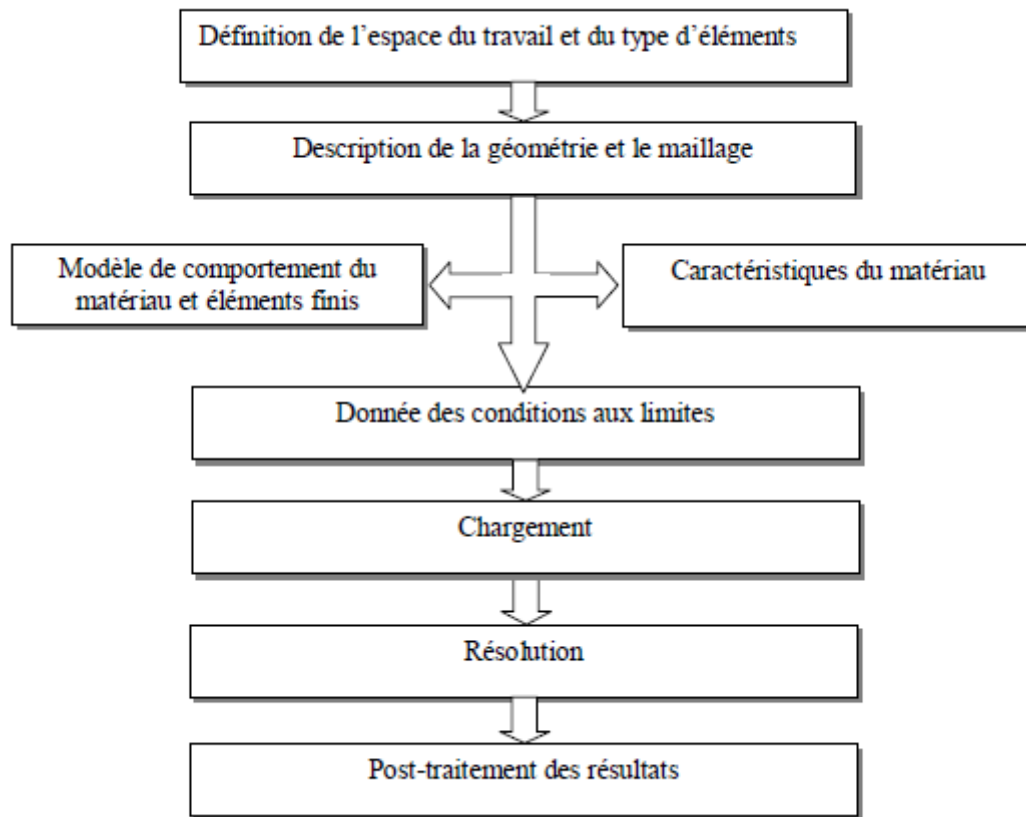 Définition de l’espace du travail et du type d’éléments
Description de la géométrie et le maillage
Modèle de comportement du
matériau et éléments finis
Caractéristiques du matériau
Donnée des conditions aux limites
Chargement
Résolution
Post-traitement des résultats